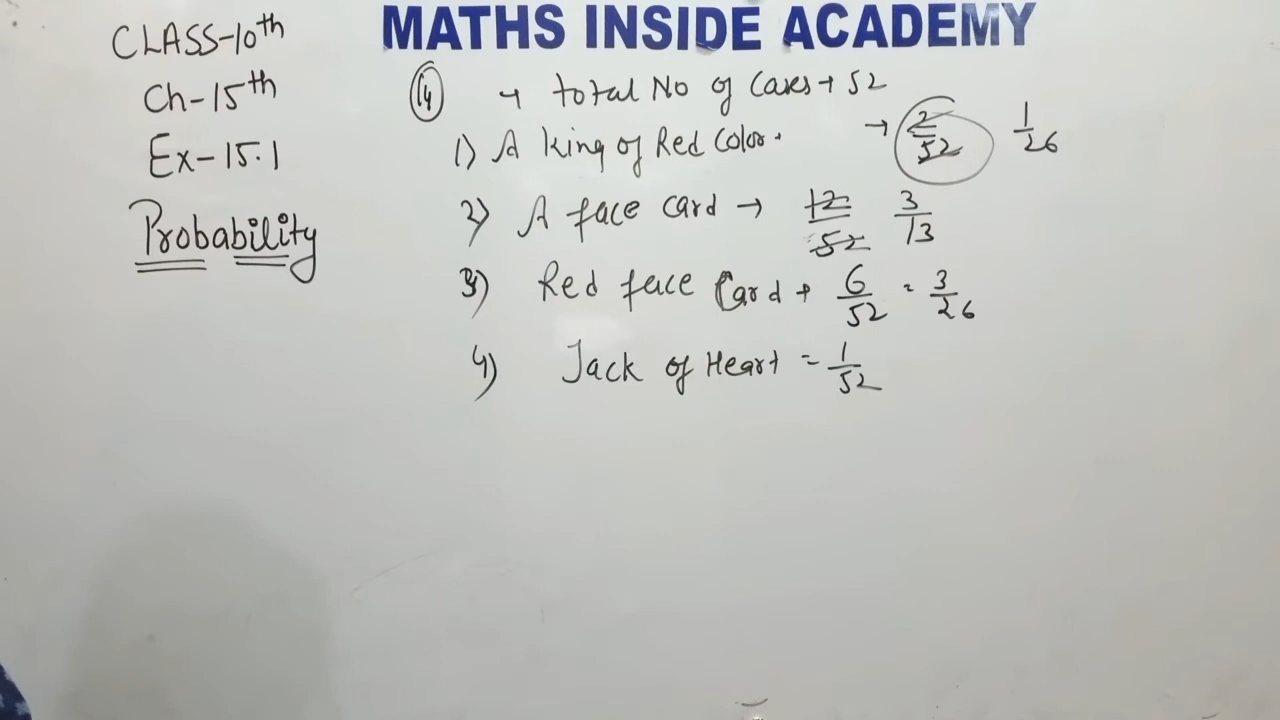 MATHS INSIDE ACADEMY
CLASS-10th
Ch-15th
Ex-15.1
Probability
14 → total No of Cases → 52
1) A king of Red Color. → 2/52 1/26
2) A face card → 12/52 3/13
3) Red face Card → 6/52 = 3/26
4) Jack of Heart = 1/52